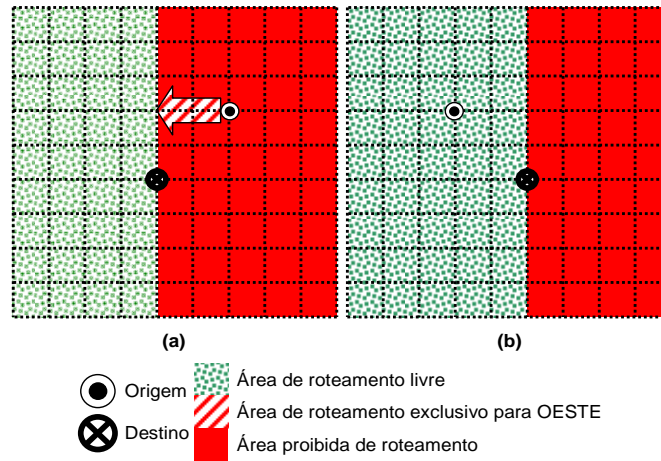 (a)
(b)
Origem
Destino
Área de roteamento livre
Área de roteamento exclusivo para OESTE
Área proibida de roteamento